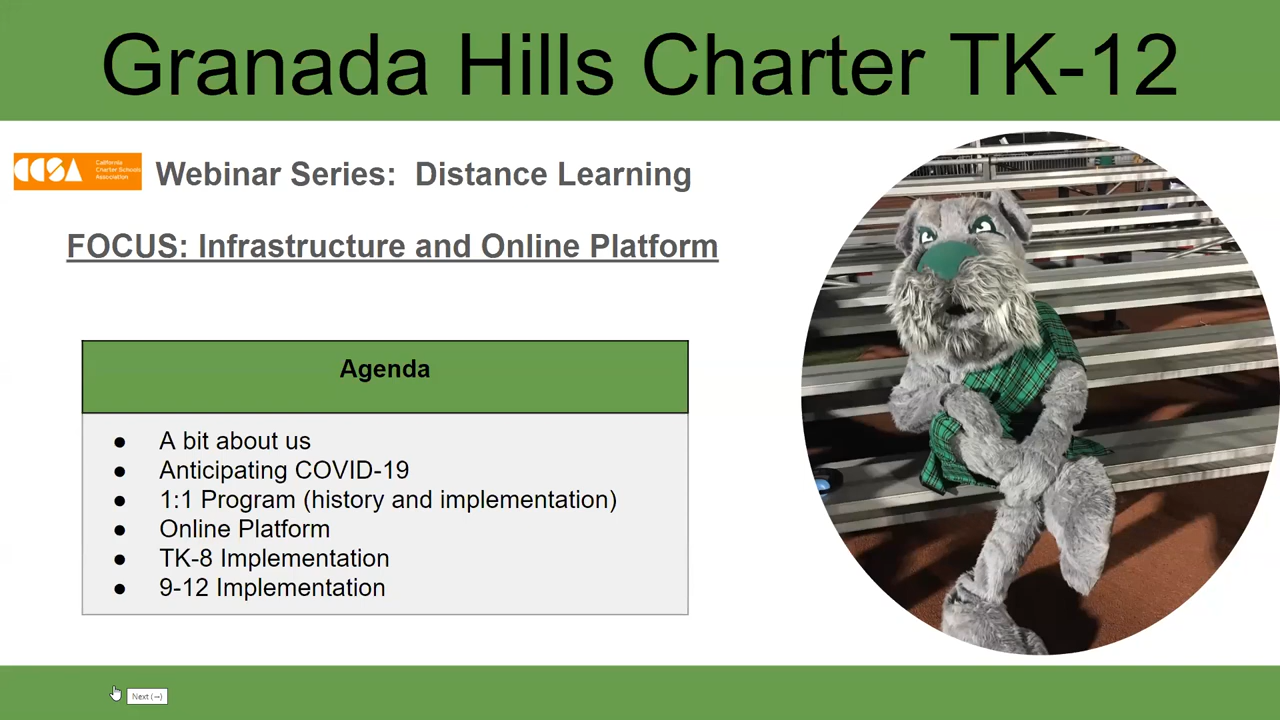 Granada Hills Charter TK-12
CCSA
California
Charter Schools
Association
Webinar Series: Distance Learning
FOCUS: Infrastructure and Online Platform
Agenda
● A bit about us
● Anticipating COVID-19
● 1:1 Program (history and implementation)
● Online Platform
● TK-8 Implementation
● 9-12 Implementation
Next (→)